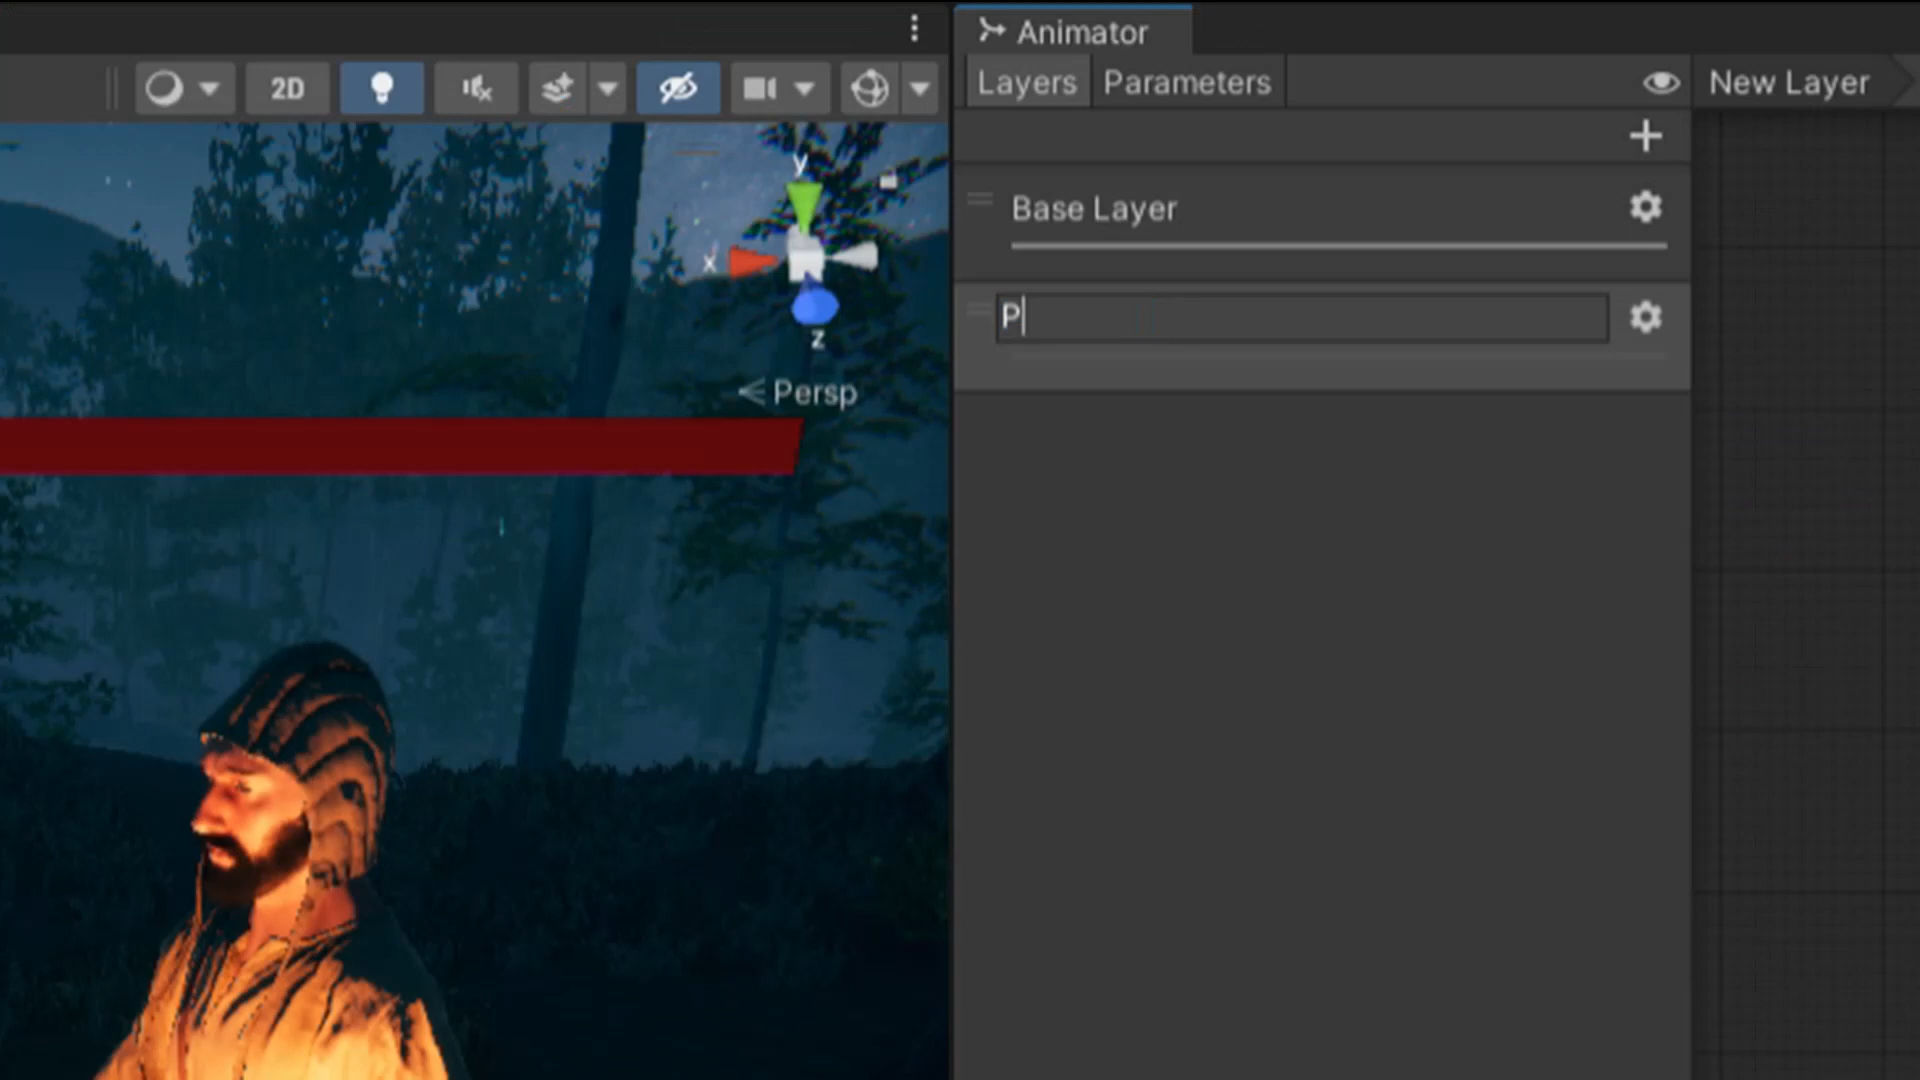 Animator
2D
Layers Parameters New Layer
y
Base Layer
x
P
z
Persp